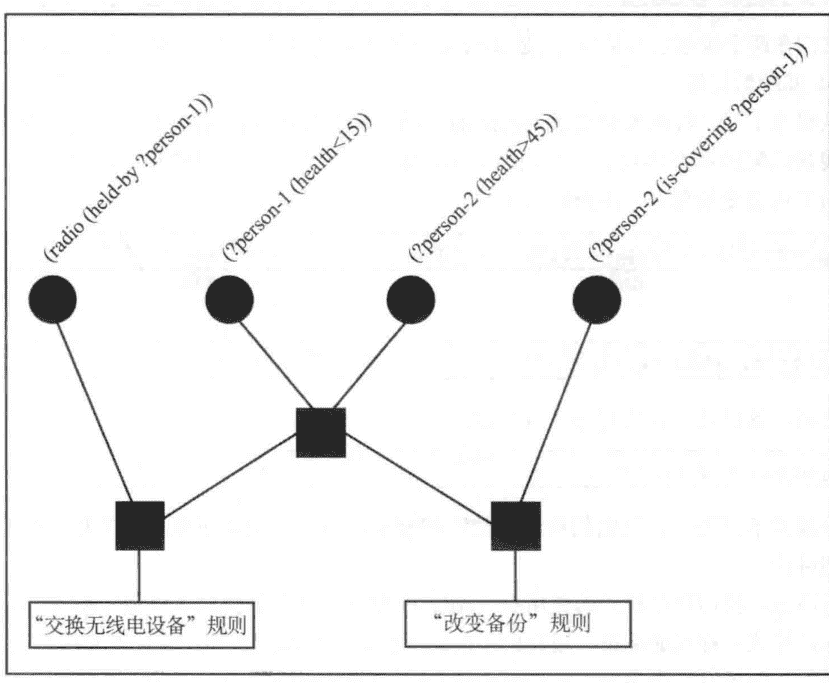 (radio (held-by ?person-1))
(?person-1 (health<15))
(?person-2 (health>45))
(?person-2 (is-covering ?person-1))
“交换无线电设备”规则
“改变备份”规则